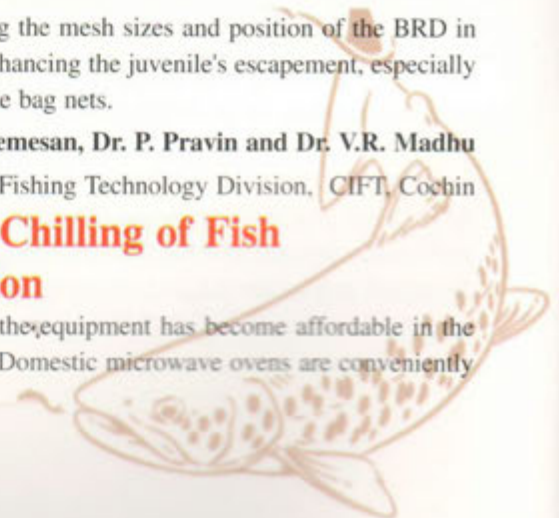 g the mesh sizes and position of the BRD in
hancing the juvenile's escapement, especially
e bag nets.
emesan, Dr. P. Pravin and Dr. V.R. Madhu
Fishing Technology Division, CIFT, Cochin
Chilling of Fish
on
the equipment has become affordable in the
Domestic microwave ovens are conveniently